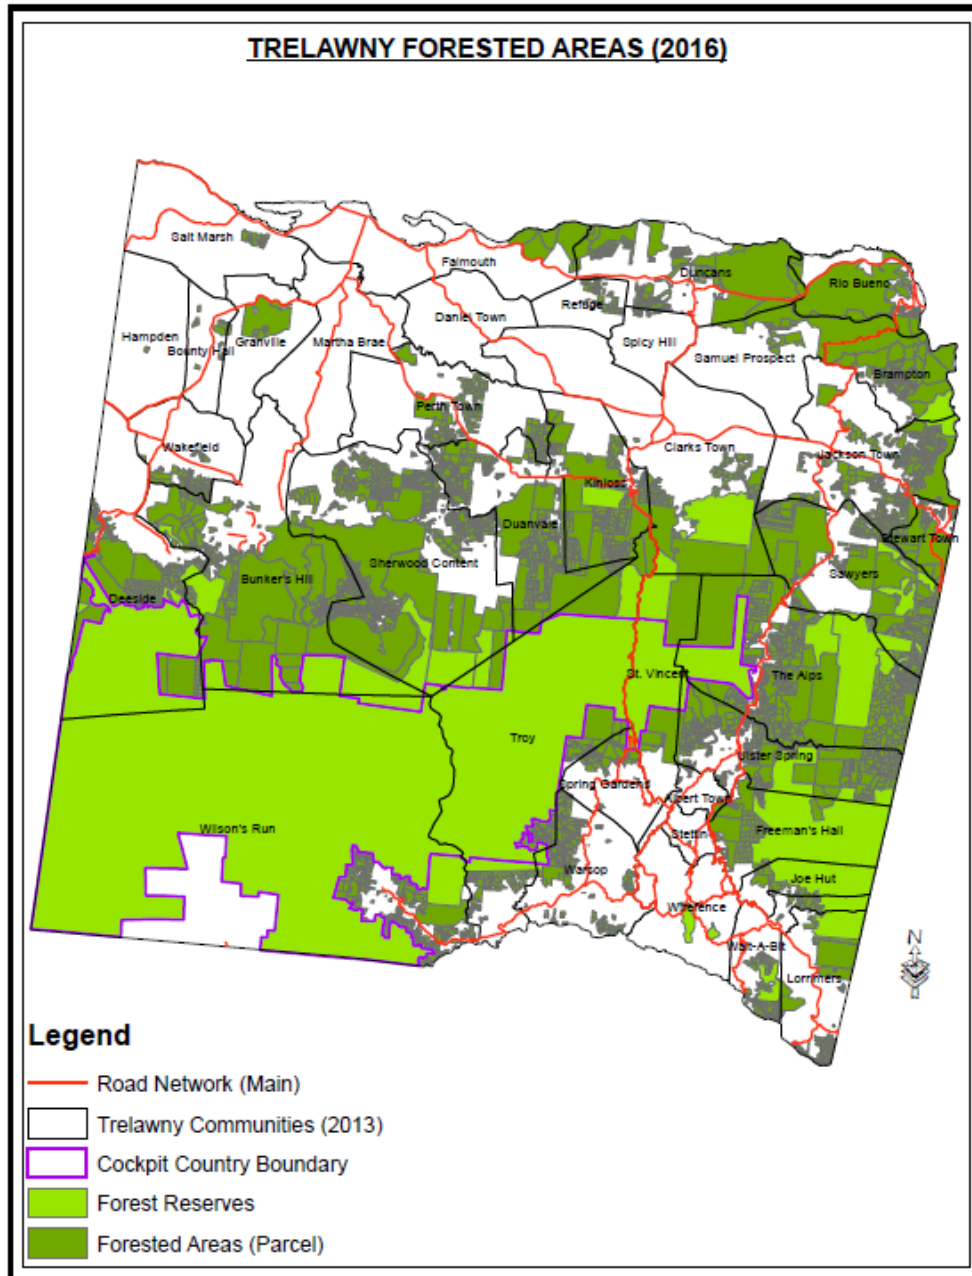 TRELAWNY FORESTED AREAS (2016)
Salt Marsh
Falmouth
Duncans
Rio Bueno
Refuge
Daniel Town
Hampden
Bounty Hall
Granville
Martha Brae
Spicy Hill
Samuel Prospect
Brampton
Perth Town
Wakefield
Clarks Town
Jackson Town
Kinloss
Duanvale
Stewart Town
Sherwood Content
Bunker's Hill
Sawyers
Deeside
St. Vincent
The Alps
Troy
Ulster Spring
Spring Gardens
Albert Town
Wilson's Run
Stettin
Freeman's Hall
Warsop
Joe Hut
Wirefence
Wait-A-Bit
N
Lorrimers
Legend
Road Network (Main)
Trelawny Communities (2013)
Cockpit Country Boundary
Forest Reserves
Forested Areas (Parcel)